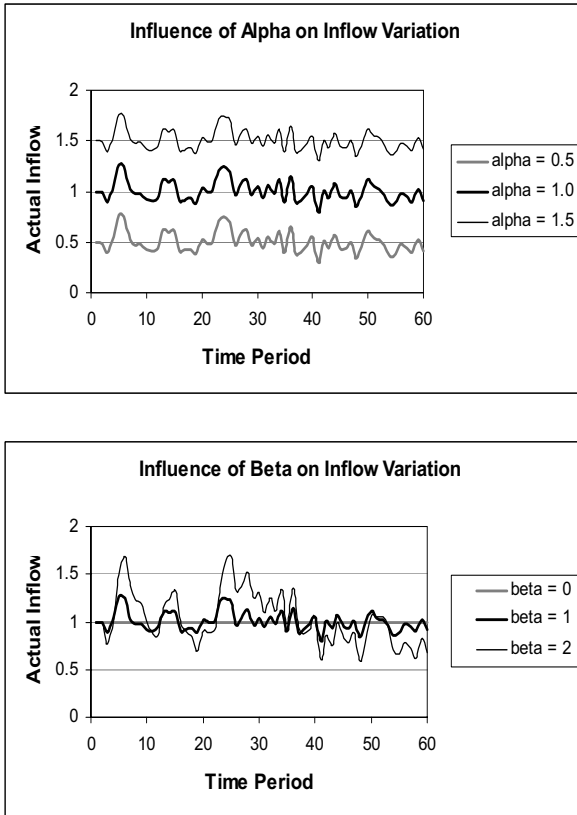 Influence of Alpha on Inflow Variation
2
1.5
1
0.5
0
Actual Inflow
0 10 20 30 40 50 60
Time Period
alpha = 0.5
alpha = 1.0
alpha = 1.5
Influence of Beta on Inflow Variation
2
1.5
1
0.5
0
Actual Inflow
0 10 20 30 40 50 60
Time Period
beta = 0
beta = 1
beta = 2